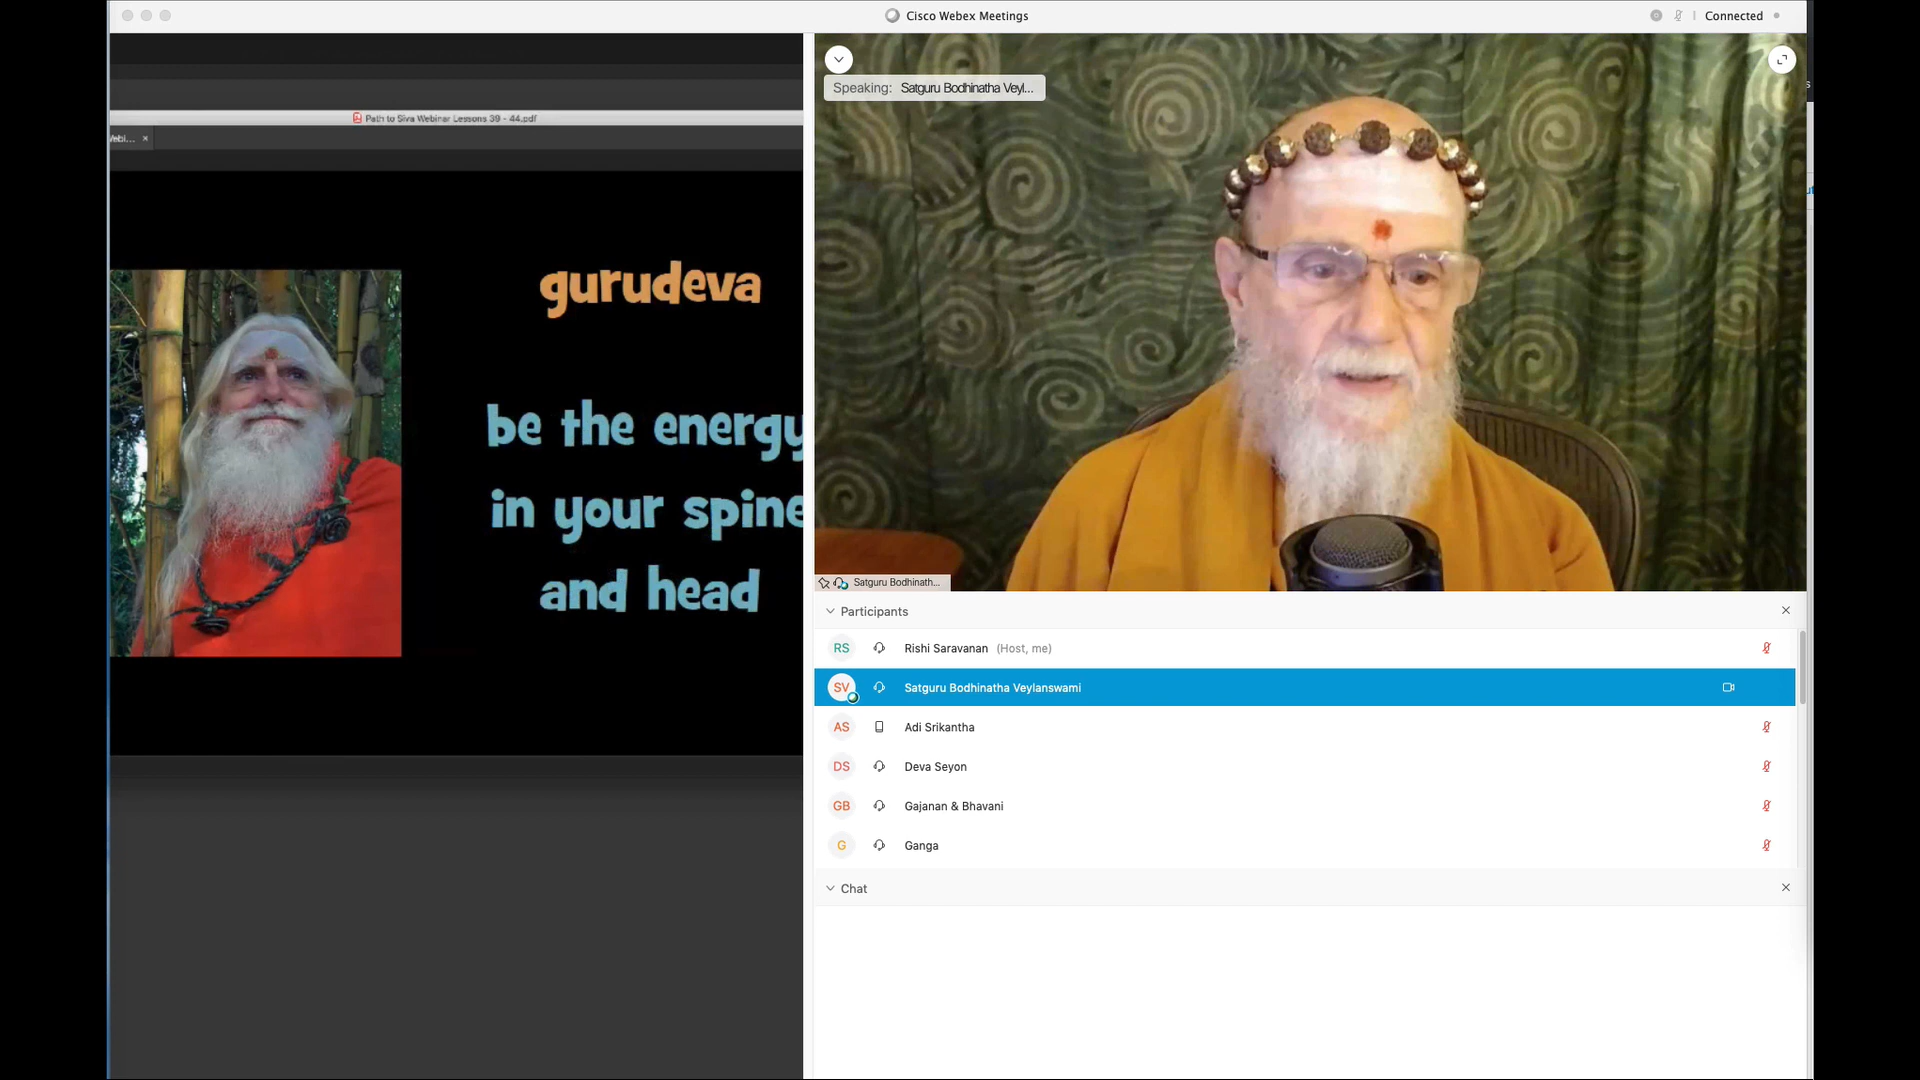 Cisco Webex Meetings
Connected
Path to Siva Webinar Lessons 39 - 44.pdf
gurudeva
be the energy
in your spine
and head
Speaking: Satguru Bodhinatha Veyl...
Satguru Bodhinath...
Participants
RS Rishi Saravanan (Host, me)
SV Satguru Bodhinatha Veylanswami
AS Adi Srikantha
DS Deva Seyon
GB Gajanan & Bhavani
G Ganga
Chat